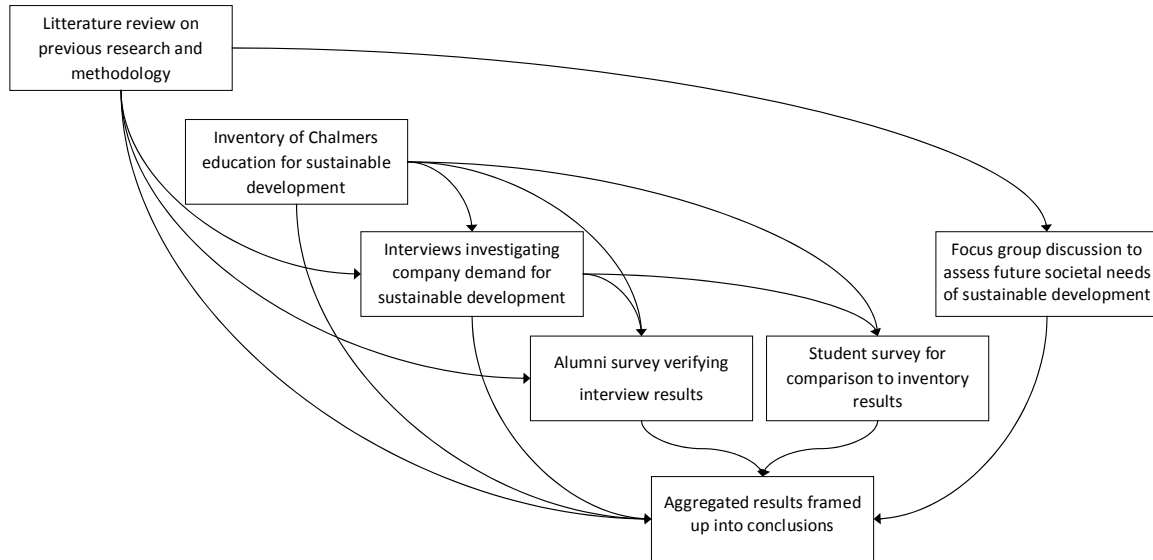 Litterature review on
previous research and
methodology
Inventory of Chalmers
education for sustainable
development
Interviews investigating
company demand for
sustainable development
Focus group discussion to
assess future societal needs
of sustainable development
Alumni survey verifying
interview results
Student survey for
comparison to inventory
results
Aggregated results framed
up into conclusions